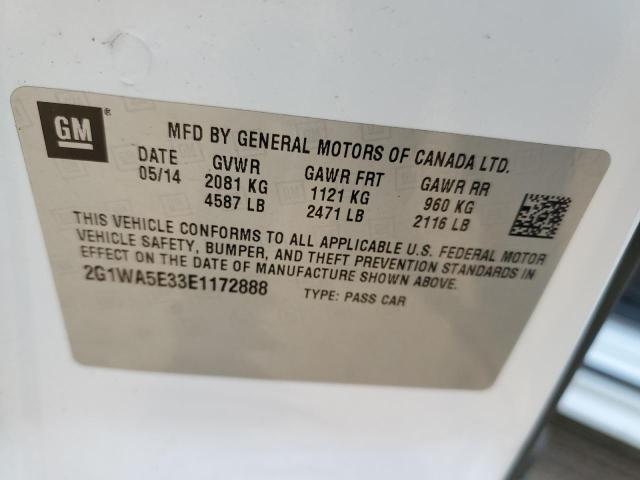 GM®
MFD BY GENERAL MOTORS OF CANADA LTD.
DATE GVWR GAWR FRT GAWR RR
05/14 2081 KG 1121 KG 960 KG
4587 LB 2471 LB 2116 LB
THIS VEHICLE CONFORMS TO ALL APPLICABLE U.S. FEDERAL MOTOR
VEHICLE SAFETY, BUMPER, AND THEFT PREVENTION STANDARDS IN
EFFECT ON THE DATE OF MANUFACTURE SHOWN ABOVE.
2G1WA5E33E1172888 TYPE: PASS CAR